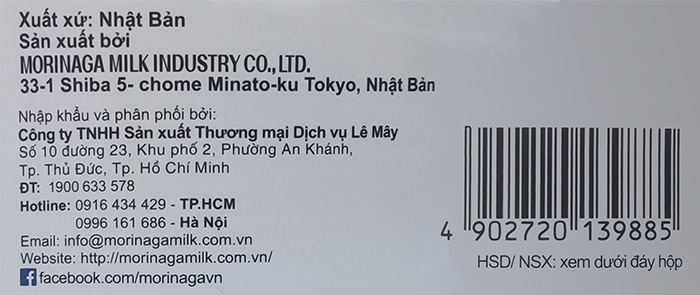 Xuất xứ: Nhật Bản
Sản xuất bởi
MORINAGA MILK INDUSTRY CO.,LTD.
33-1 Shiba 5- chome Minato-ku Tokyo, Nhật Bản
Nhập khẩu và phân phối bởi:
Công ty TNHH Sản xuất Thương mại Dịch vụ Lê Mây
Số 10 đường 23, Khu phố 2, Phường An Khánh,
Tp. Thủ Đức, Tp. Hồ Chí Minh
ĐT: 1900 633 578
Hotline: 0916 434 429 - TP.HCM
0996 161 686 - Hà Nội
Email: info@morinagamilk.com.vn
Website: http://morinagamilk.com.vn/
facebook.com/morinagavn
4 902720 139885
HSD/ NSX: xem dưới đáy hộp